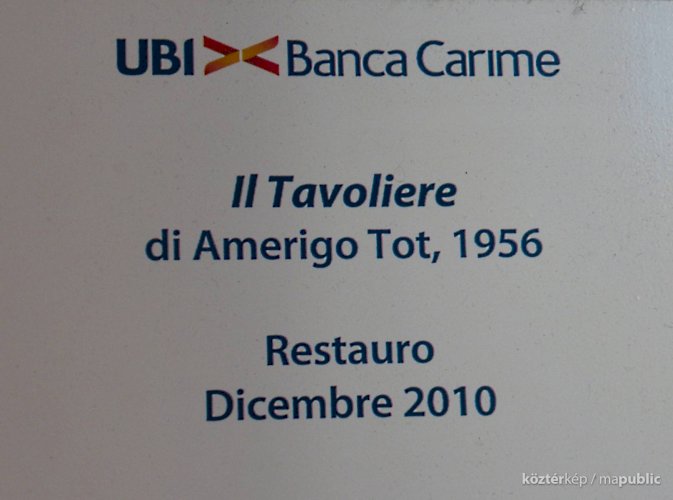 UBI Banca Carime
Il Tavoliere
di Amerigo Tot, 1956
Restauro
Dicembre 2010
köztérkép / mapublic